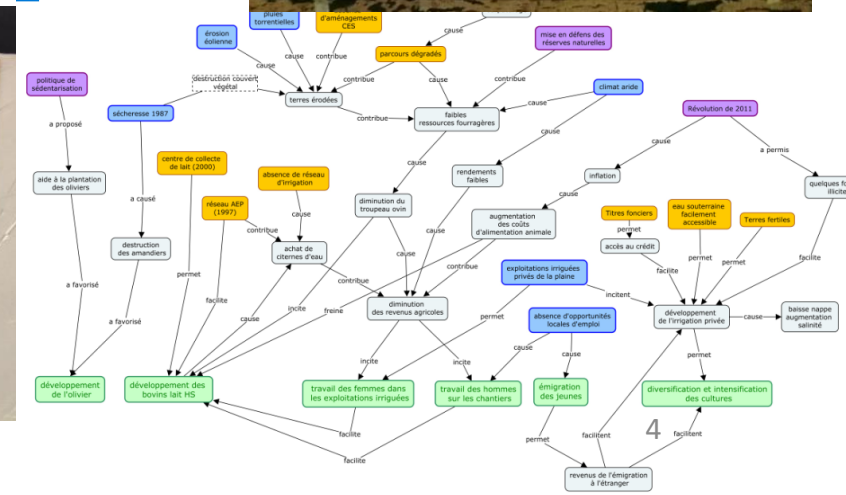 pluies
torrentielles
d'aménagements
CES
érosion
éolienne
cause
mise en défens des
réserves naturelles
parcours dégradés
cause
contribue
cause
politique de
sédentarisation
destruction couvert
végétal
contribue
cause
contribue
climat aride
terres érodées
sécheresse 1987
cause
Révolution de 2011
contribue
faibles
ressources fourragères
a proposé
cause
cause
a permis
centre de collecte
de lait (2000)
absence de réseau
d'irrigation
cause
rendements
faibles
inflation
aide à la plantation
des oliviers
quelques fo
illicite
a causé
réseau AEP
(1997)
diminution du
troupeau ovin
cause
augmentation
des coûts
d'alimentation animale
Titres fonciers
eau souterraine
facilement
accessible
Terres fertiles
cause
contribue
cause
permet
destruction
des amandiers
achat de
citernes d'eau
cause
accès au crédit
permet
permet
facilite
exploitations irriguées
privés de la plaine
contribue
contribue
facilite
permet
a favorisé
facilite
incite
freine
diminution
des revenus agricoles
incitent
cause
permet
absence d'opportunités
locales d'emploi
développement
de l'irrigation privée
cause
baisse nappe
augmentation
salinité
a favorisé
cause
cause
permet
incite
incite
développement
de l'olivier
développement des
bovins lait HS
travail des femmes dans
les exploitations irriguées
travail des hommes
sur les chantiers
émigration
des jeunes
diversification et intensification
des cultures
facilite
permet
facilitent
4
facilitent
facilite
revenus de l'émigration
à l'étranger